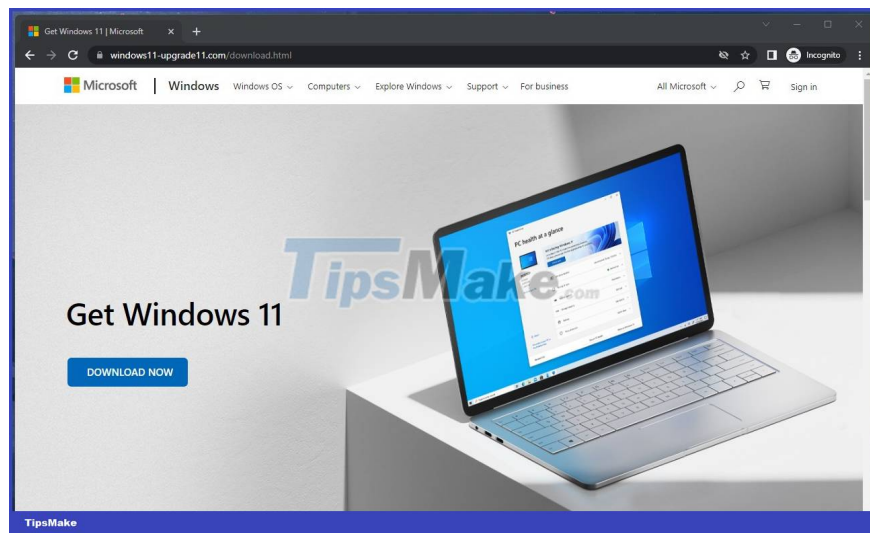 Get Windows 11 | Microsoft
windows11-upgrade11.com/download.html
Incognito
Microsoft | Windows Windows OS Computers Explore Windows Support For business All Microsoft Sign in
PC health at a glance
TipsMake.com
Get Windows 11
DOWNLOAD NOW
TipsMake